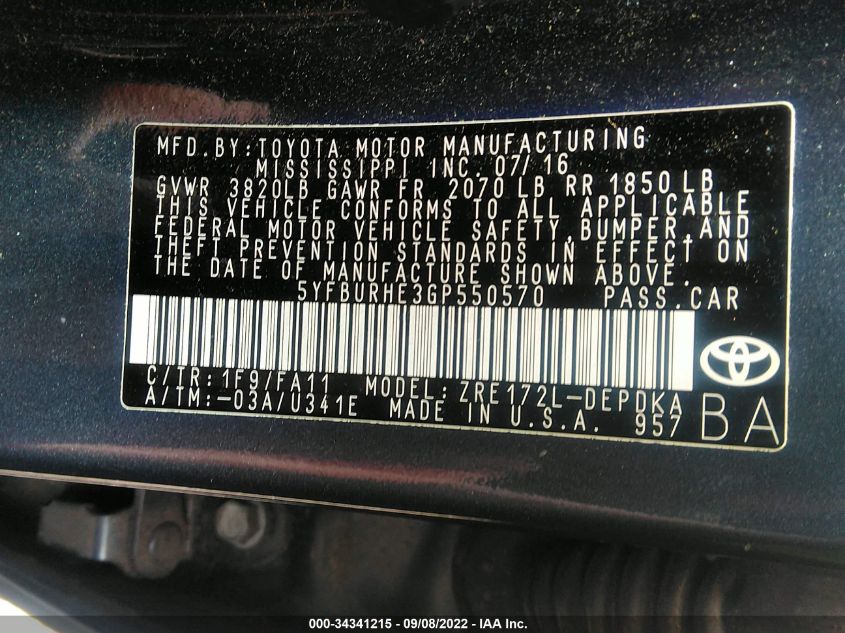 MFD.BY:TOYOTA MOTOR MANUFACTURING
MISSISSIPPI INC. 07/16
GVWR 3820LB GAWR FR 2070 LB RR 1850 LB
THIS VEHICLE CONFORMS TO ALL APPLICABLE
FEDERAL MOTOR VEHICLE SAFETY,BUMPER,AND
THEFT PREVENTION STANDARDS IN EFFECT ON
THE DATE OF MANUFACTURE SHOWN ABOVE.
5YFBURHE3GP550570 PASS.CAR
C/TR:1F9/FA11 MODEL:ZRE172L-DEPDKA
A/TM:-03A/U341E MADE IN U.S.A. 957 BA
000-34341215 - 09/08/2022 - IAA Inc.